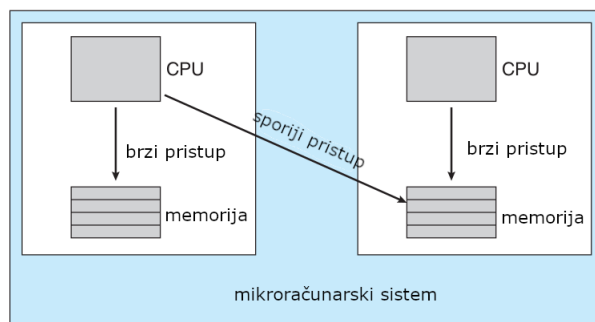 CPU
brzi pristup
memorija
sporiji pristup
CPU
brzi pristup
memorija
mikroračunarski sistem